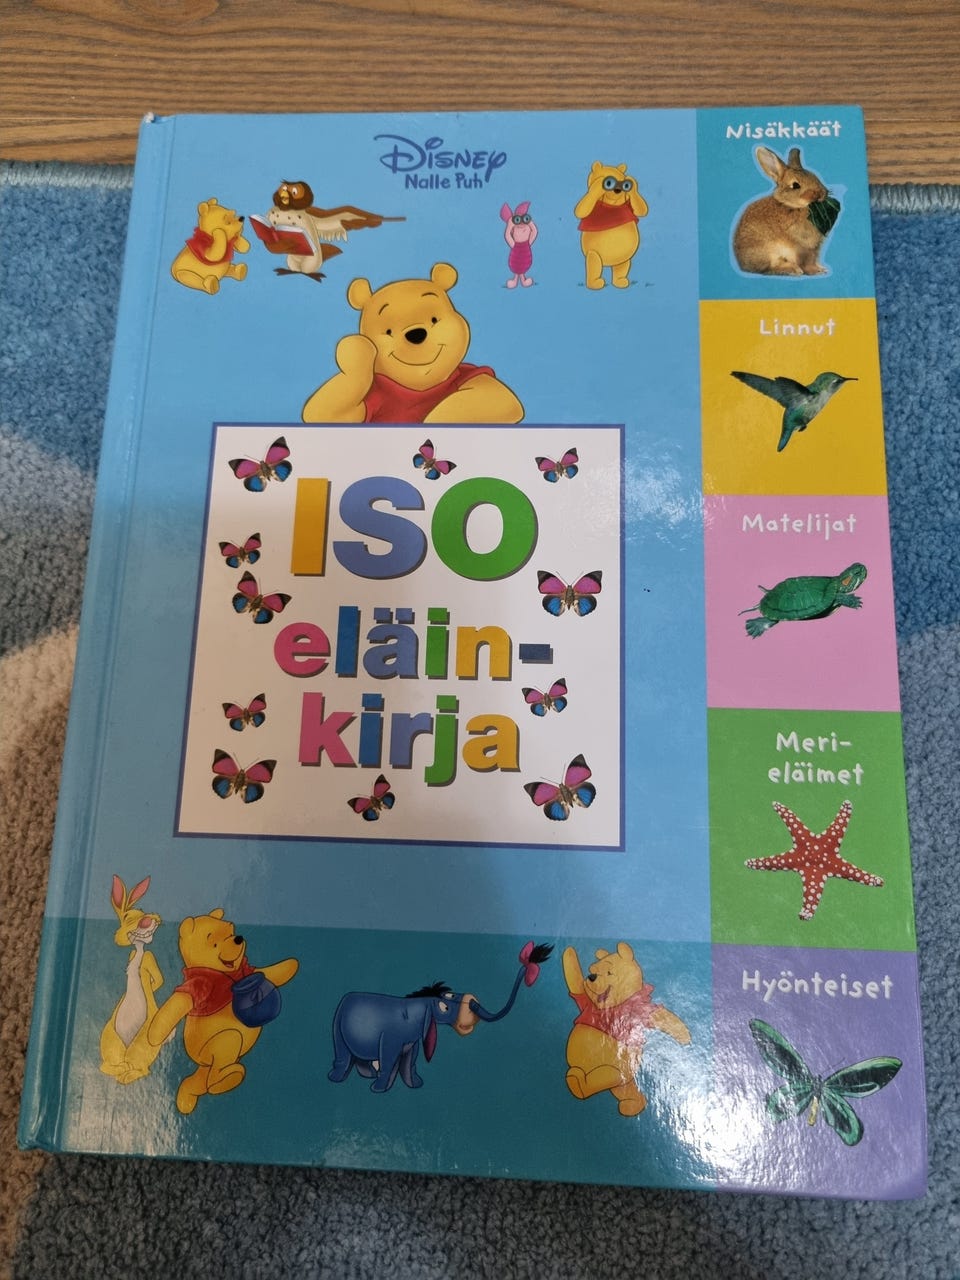 Disney
Nalle Puh
ISO
eläin-
kirja
Nisäkkäät
Linnut
Matelijat
Meri-
eläimet
Hyönteiset